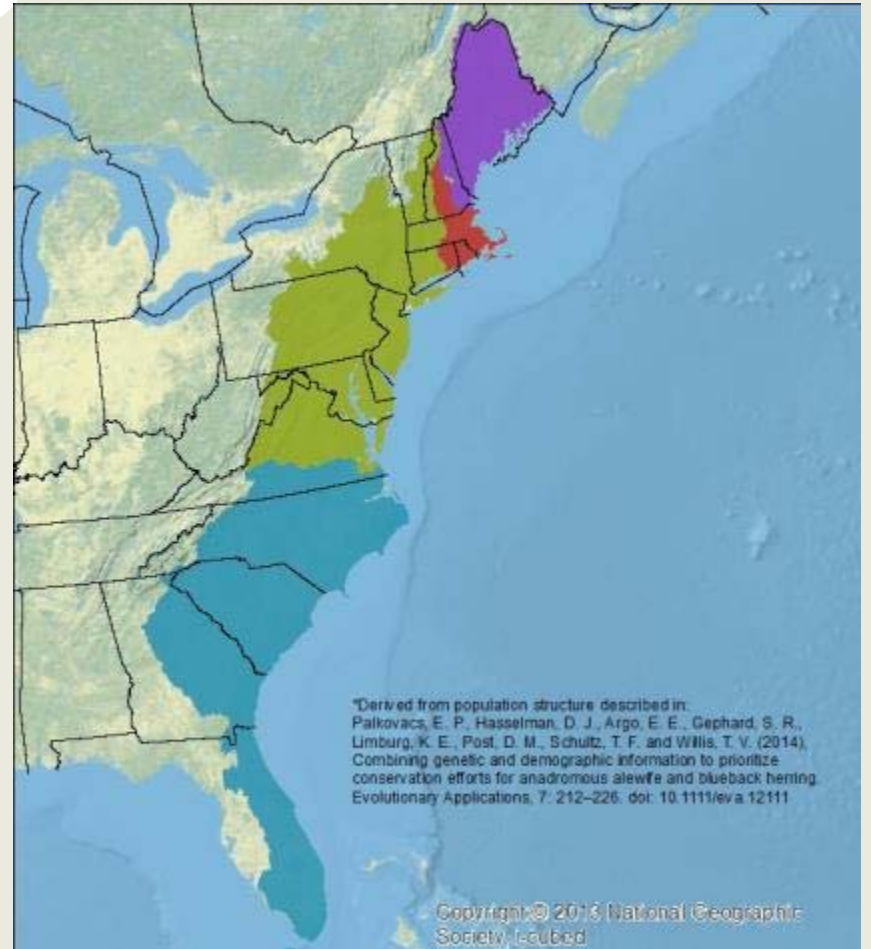 *Derived from population structure described in:
Palkovacs, E. P., Hasselman, D. J., Argo, E. E., Gephard, S. R.,
Limburg, K. E., Post, D. M., Schultz, T. F. and Willis, T. V. (2014),
Combining genetic and demographic information to prioritize
conservation efforts for anadromous alewife and blueback herring.
Evolutionary Applications, 7: 212–226. doi: 10.1111/eva.12111
Copyright:© 2013 National Geographic
Society, i-cubed